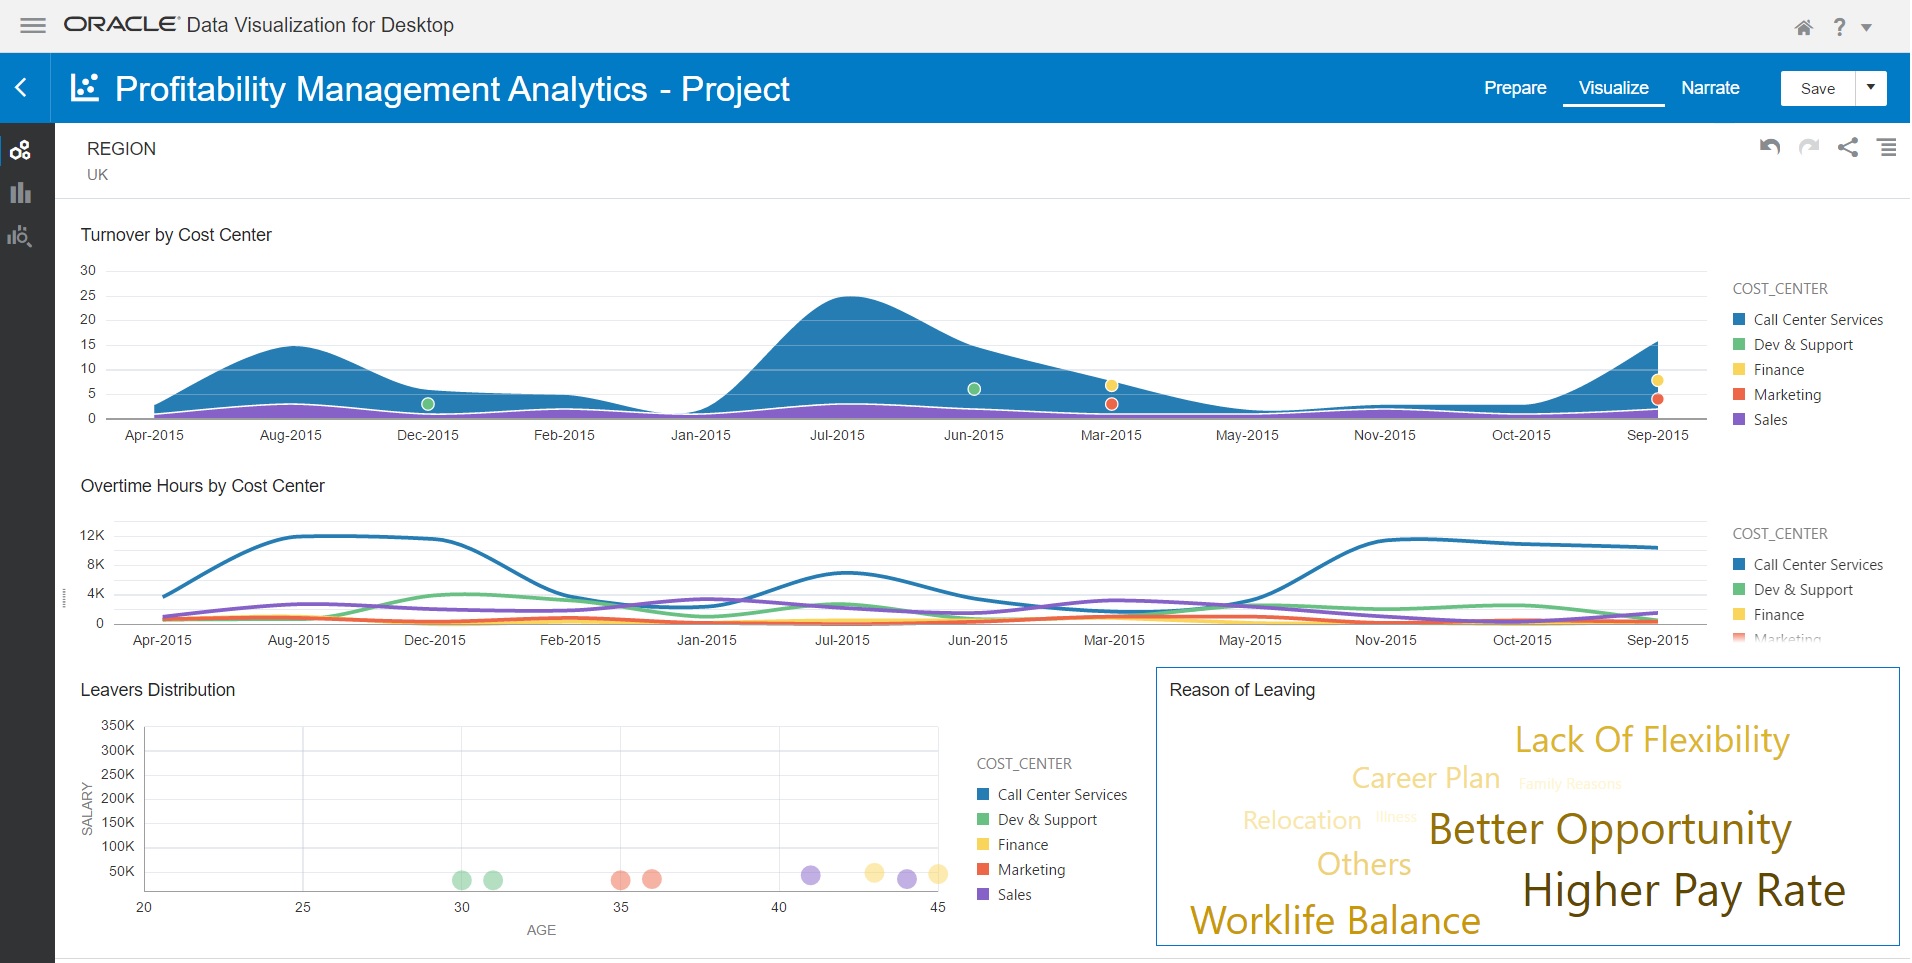 ORACLE Data Visualization for Desktop
?
Profitability Management Analytics - Project
Prepare
Visualize
Narrate
Save
REGION
UK
Turnover by Cost Center
30
25
20
15
10
5
0
Apr-2015
Aug-2015
Dec-2015
Feb-2015
Jan-2015
Jul-2015
Jun-2015
Mar-2015
May-2015
Nov-2015
Oct-2015
Sep-2015
COST_CENTER
Call Center Services
Dev & Support
Finance
Marketing
Sales
Overtime Hours by Cost Center
12K
8K
4K
0
Apr-2015
Aug-2015
Dec-2015
Feb-2015
Jan-2015
Jul-2015
Jun-2015
Mar-2015
May-2015
Nov-2015
Oct-2015
Sep-2015
COST_CENTER
Call Center Services
Dev & Support
Finance
Marketing
Leavers Distribution
350K
300K
250K
200K
150K
100K
50K
SALARY
20
25
30
35
40
45
AGE
COST_CENTER
Call Center Services
Dev & Support
Finance
Marketing
Sales
Reason of Leaving
Lack Of Flexibility
Career Plan
Family Reasons
Relocation
Illness
Better Opportunity
Others
Higher Pay Rate
Worklife Balance